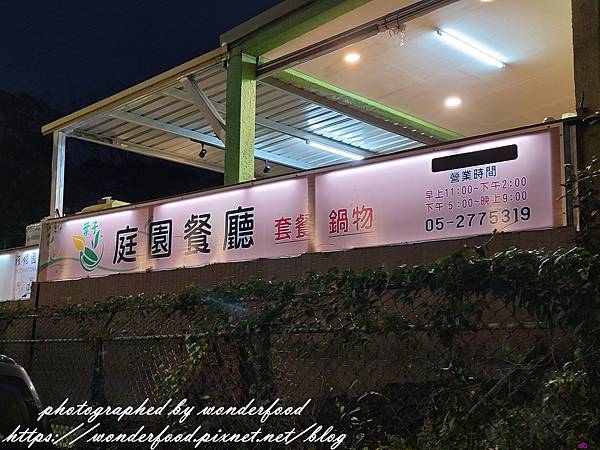 葉子
庭園餐廳
套餐 鍋物
營業時間
早上11:00~下午2:00
下午 5:00~晚上9:00
05-2775319
photographed by wonderfood
https://wonderfood.pixnet.net/blog